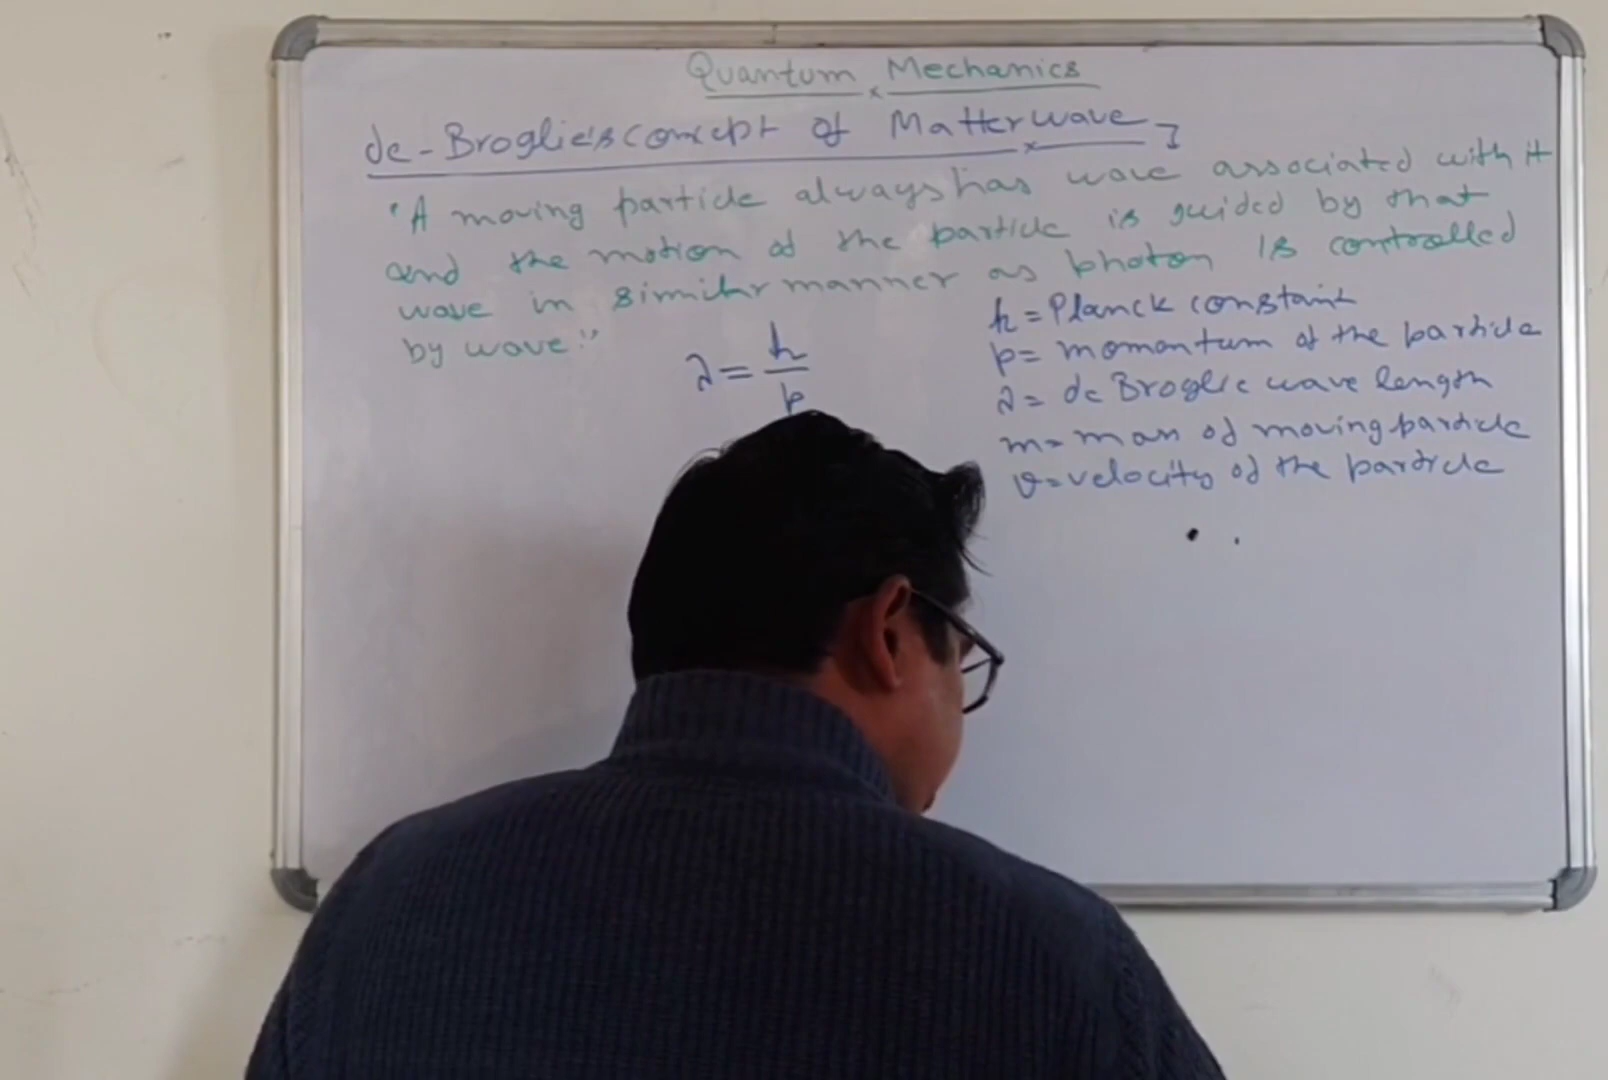 Quantum Mechanics
de-Broglie's concept of Matter wave
"A moving particle always has wave associated with it
and the motion of the particle is guided by that
wave in similar manner as photon is controlled
by wave."
λ = h/p
h = Planck constant
p = momentum of the particle
λ = de Broglie wave length
m = mass of moving particle
v = velocity of the particle